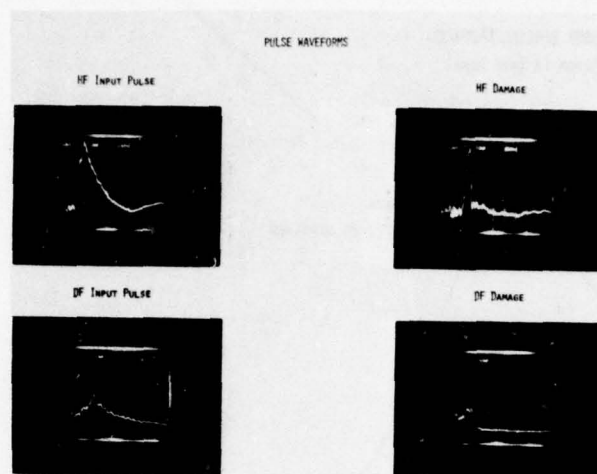 PULSE WAVEFORMS
HF INPUT PULSE
HF DAMAGE
DF INPUT PULSE
DF DAMAGE